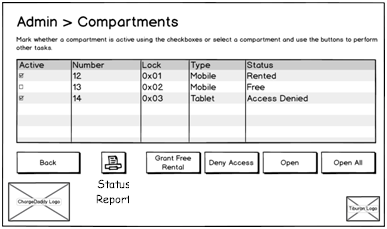 Admin > Compartments
Mark whether a compartment is active using the checkboxes or select a compartment and use the buttons to perform
other tasks.
Active Number Lock Type Status
12 0x01 Mobile Rented
13 0x02 Mobile Free
14 0x03 Tablet Access Denied
Back
Grant Free
Rental
Deny Access
Open
Open All
Status
Report
ChargeDaddy Logo
Tiburon Logo